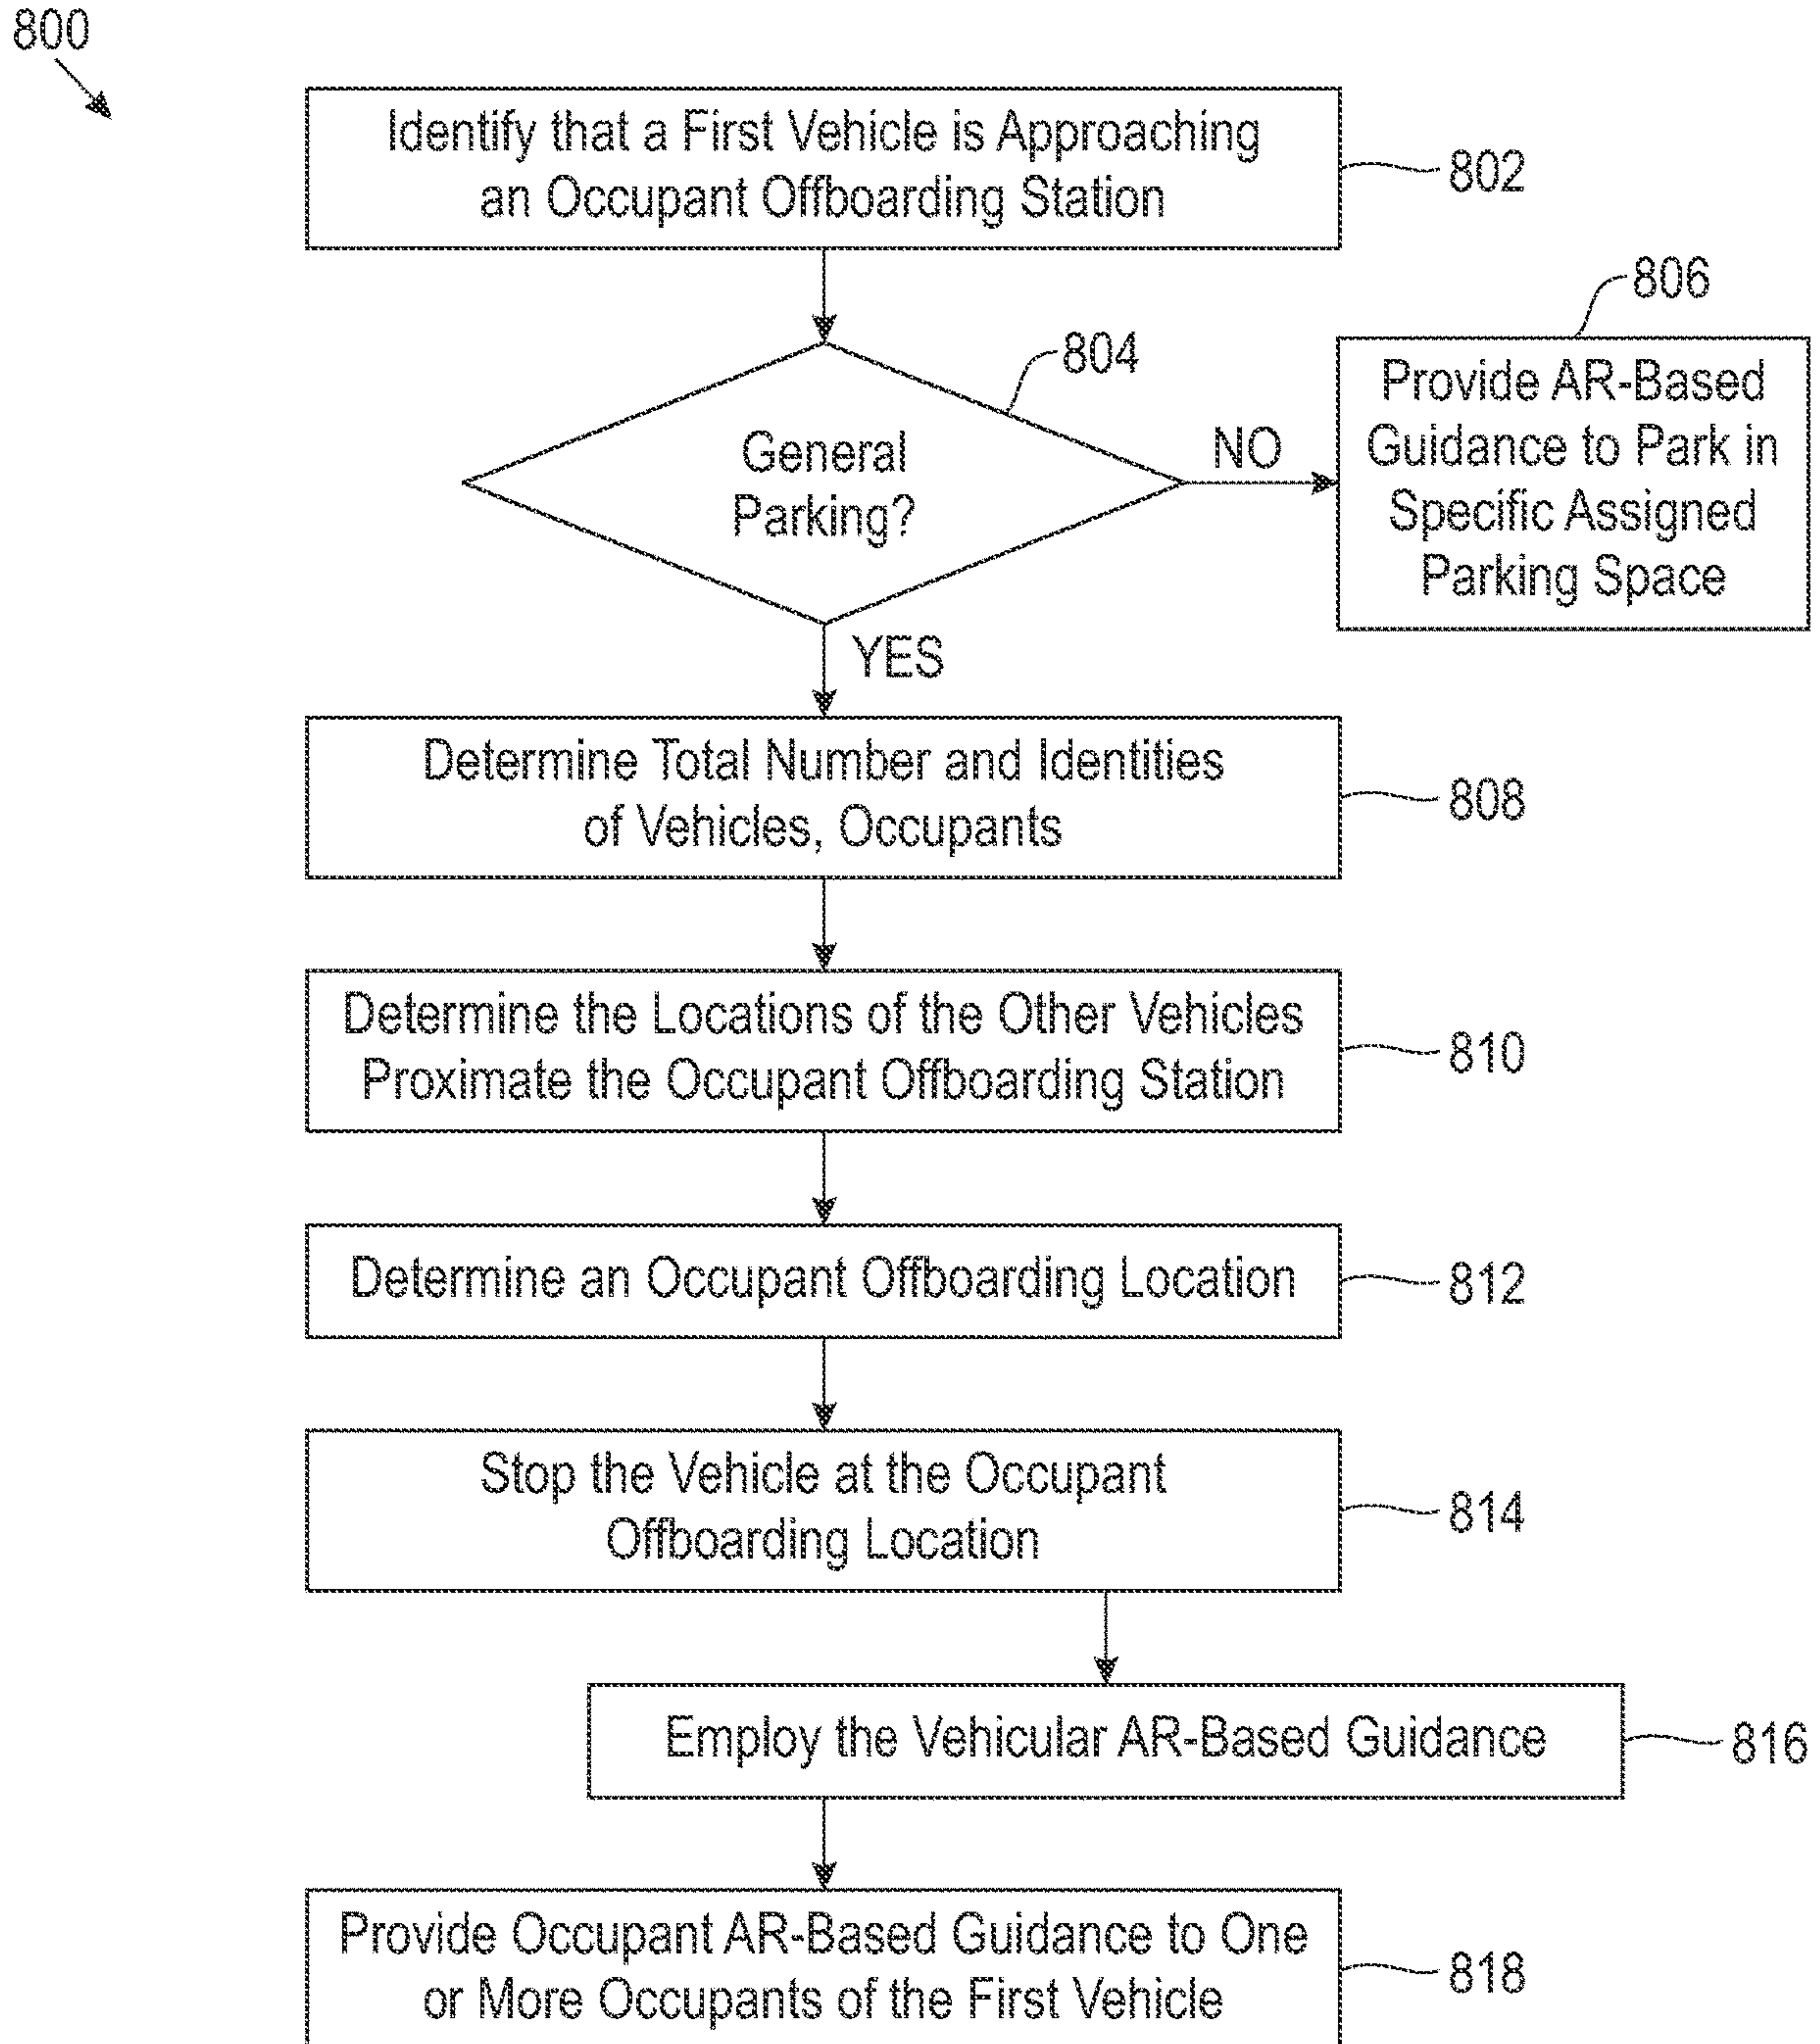 800
Identify that a First Vehicle is Approaching
an Occupant Offboarding Station
802
804
General
Parking?
NO
806
Provide AR-Based
Guidance to Park in
Specific Assigned
Parking Space
YES
Determine Total Number and Identities
of Vehicles, Occupants
808
Determine the Locations of the Other Vehicles
Proximate the Occupant Offboarding Station
810
Determine an Occupant Offboarding Location
812
Stop the Vehicle at the Occupant
Offboarding Location
814
Employ the Vehicular AR-Based Guidance
816
Provide Occupant AR-Based Guidance to One
or More Occupants of the First Vehicle
818